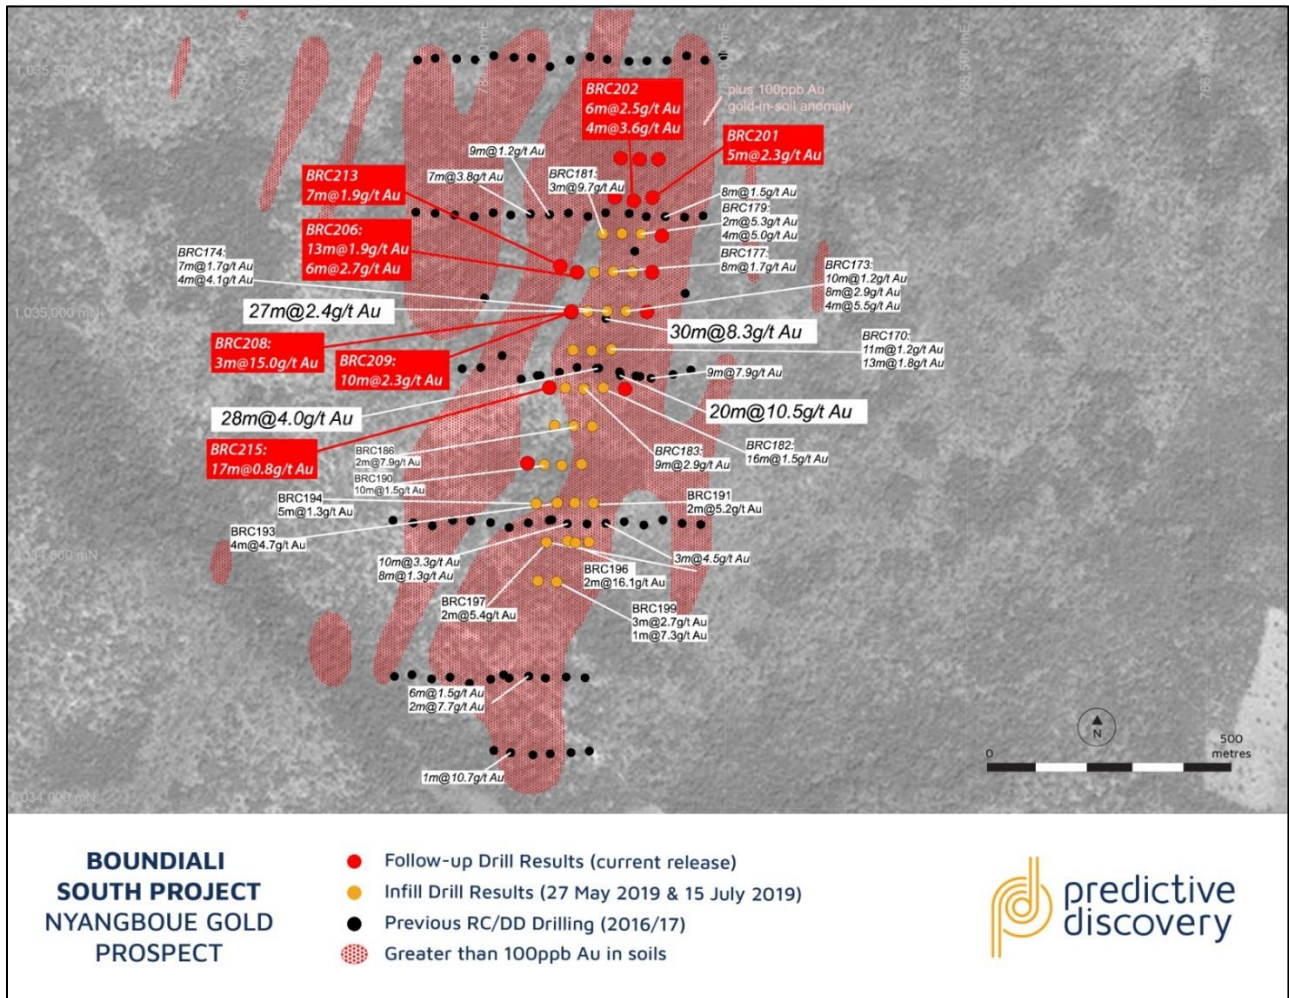 1,035,500 mN
plus 100ppb Au
gold-in-soil anomaly
BRC202
6m@2.5g/t Au
4m@3.6g/t Au
BRC201
5m@2.3g/t Au
9m@1.2g/t Au
7m@3.8g/t Au
BRC181:
3m@9.7g/t Au
BRC213
7m@1.9g/t Au
8m@1.5g/t Au
BRC179:
2m@5.3g/t Au
4m@5.0g/t Au
BRC206:
13m@1.9g/t Au
6m@2.7g/t Au
BRC174:
7m@1.7g/t Au
4m@4.1g/t Au
BRC177:
8m@1.7g/t Au
BRC173:
10m@1.2g/t Au
8m@2.9g/t Au
4m@5.5g/t Au
1,035,000 mN
27m@2.4g/t Au
30m@8.3g/t Au
BRC208:
3m@15.0g/t Au
BRC209:
10m@2.3g/t Au
BRC170:
11m@1.2g/t Au
13m@1.8g/t Au
9m@7.9g/t Au
28m@4.0g/t Au
20m@10.5g/t Au
BRC215:
17m@0.8g/t Au
BRC186
2m@7.9g/t Au
BRC183:
9m@2.9g/t Au
BRC182:
16m@1.5g/t Au
BRC190
10m@1.5g/t Au
BRC194
5m@1.3g/t Au
BRC191
2m@5.2g/t Au
BRC193
4m@4.7g/t Au
10m@3.3g/t Au
8m@1.3g/t Au
3m@4.5g/t Au
BRC196
2m@16.1g/t Au
BRC197
2m@5.4g/t Au
BRC199
3m@2.7g/t Au
1m@7.3g/t Au
6m@1.5g/t Au
2m@7.7g/t Au
1m@10.7g/t Au
N
0
500
metres
BOUNDIALI
SOUTH PROJECT
NYANGBOUE GOLD
PROSPECT
Follow-up Drill Results (current release)
Infill Drill Results (27 May 2019 & 15 July 2019)
Previous RC/DD Drilling (2016/17)
Greater than 100ppb Au in soils
predictive
discovery